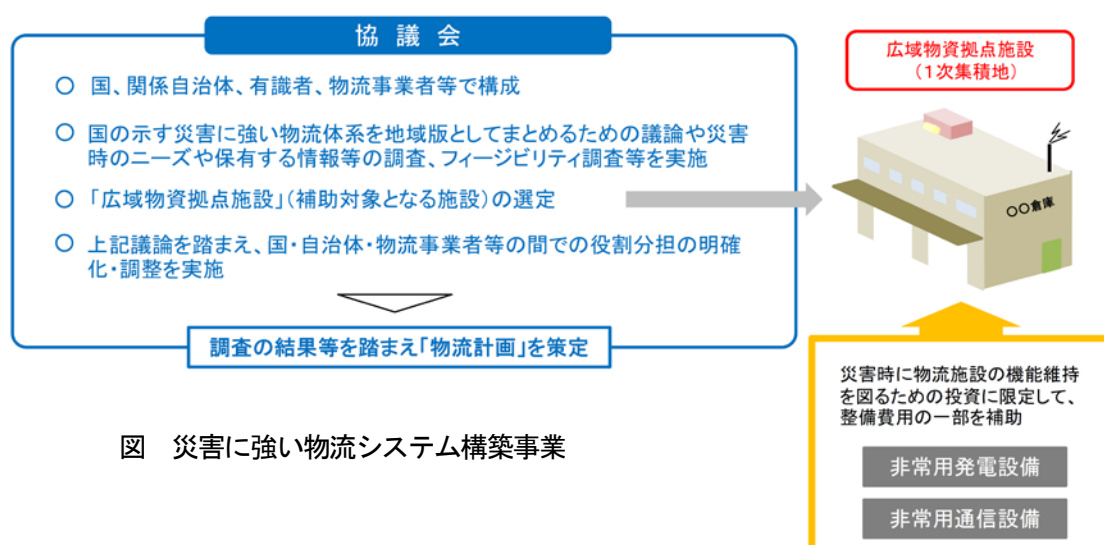 協議会
○ 国、関係自治体、有識者、物流事業者等で構成
○ 国の示す災害に強い物流体系を地域版としてまとめるための議論や災害
時のニーズや保有する情報等の調査、フィージビリティ調査等を実施
○ 「広域物資拠点施設」(補助対象となる施設)の選定
○ 上記議論を踏まえ、国・自治体・物流事業者等の間での役割分担の明確
化・調整を実施
調査の結果等を踏まえ「物流計画」を策定
広域物資拠点施設
(1次集積地)
○○倉庫
災害時に物流施設の機能維持
を図るための投資に限定して、
整備費用の一部を補助
非常用発電設備
非常用通信設備
図 災害に強い物流システム構築事業